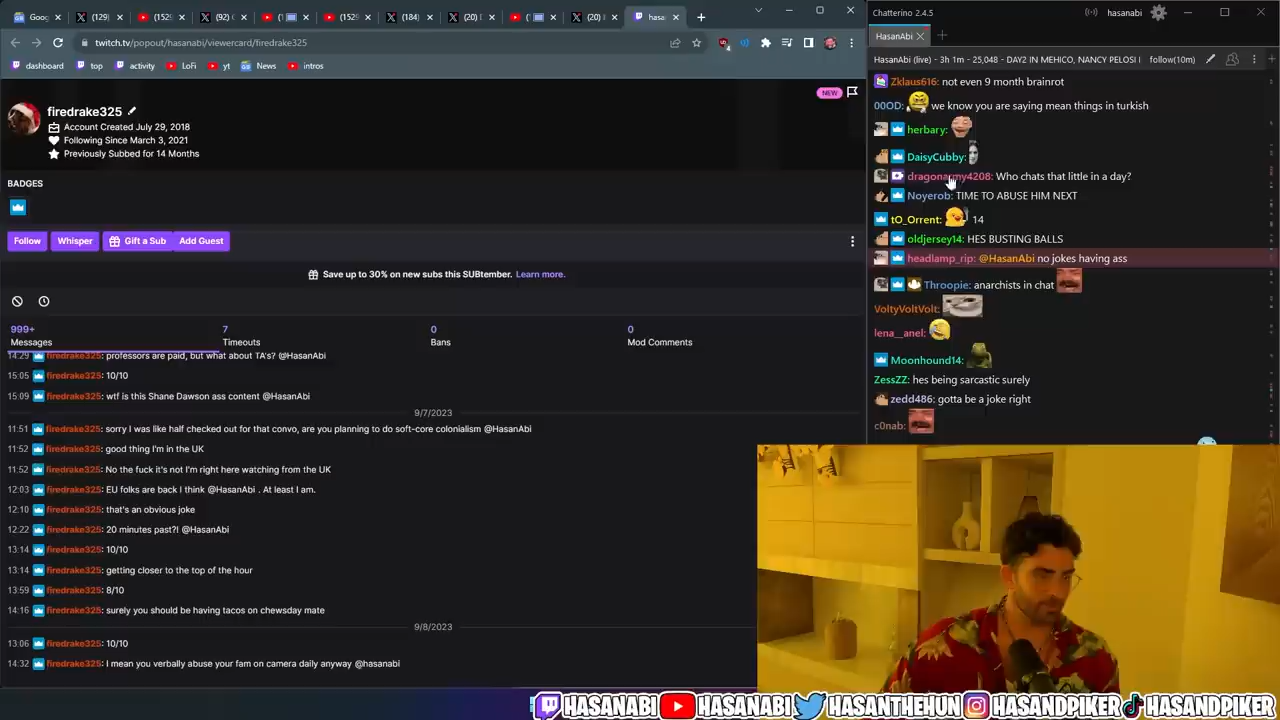 has
(129)
(152
(92)
(
(152
(184)
(20)
(
(20)
hasa
twitch.tv/popout/hasanabi/viewercard/firedrake325
dashboard
top
activity
LoFi
yt
News
intros
firedrake325
NEW
Account Created July 29, 2018
Following Since March 3, 2021
Previously Subbed for 14 Months
BADGES
Follow
Whisper
Gift a Sub
Add Guest
Save up to 30% on new subs this SUBtember. Learn more.
999+
Messages
7
Timeouts
0
Bans
0
Mod Comments
14:29 firedrake325: professors are paid, but what about TA's? @HasanAbi
15:05 firedrake325: 10/10
15:09 firedrake325: wtf is this Shane Dawson ass content @HasanAbi
9/7/2023
11:51 firedrake325: sorry I was like half checked out for that convo, are you planning to do soft-core colonialism @HasanAbi
11:52 firedrake325: good thing I'm in the UK
11:52 firedrake325: No the fuck it's not I'm right here watching from the UK
12:03 firedrake325: EU folks are back I think @HasanAbi . At least I am.
12:10 firedrake325: that's an obvious joke
12:22 firedrake325: 20 minutes past?! @HasanAbi
13:14 firedrake325: 10/10
13:14 firedrake325: getting closer to the top of the hour
13:59 firedrake325: 8/10
14:16 firedrake325: surely you should be having tacos on chewsday mate
9/8/2023
13:06 firedrake325: 10/10
14:32 firedrake325: I mean you verbally abuse your fam on camera daily anyway @hasanabi
Chatterino 2.4.5
hasanabi
HasanAbi
HasanAbi (live) - 3h 1m - 25,048 - DAY2 IN MEHICO, NANCY PELOSI I
follow(10m)
Zklaus616: not even 9 month brainrot
00OD: we know you are saying mean things in turkish
herbary:
DaisyCubby:
dragonarmy4208: Who chats that little in a day?
Noyerob: TIME TO ABUSE HIM NEXT
tO_Orrent: 14
oldjersey14: HES BUSTING BALLS
headlamp_rip: @HasanAbi no jokes having ass
Throopie: anarchists in chat
VoltyVoltVolt:
lena__anel:
Moonhound14:
ZessZZ: hes being sarcastic surely
zedd486: gotta be a joke right
c0nab:
HASANABI
HASANABI
HASANTHEHUN
HASANDPIKER
HASANDPIKER